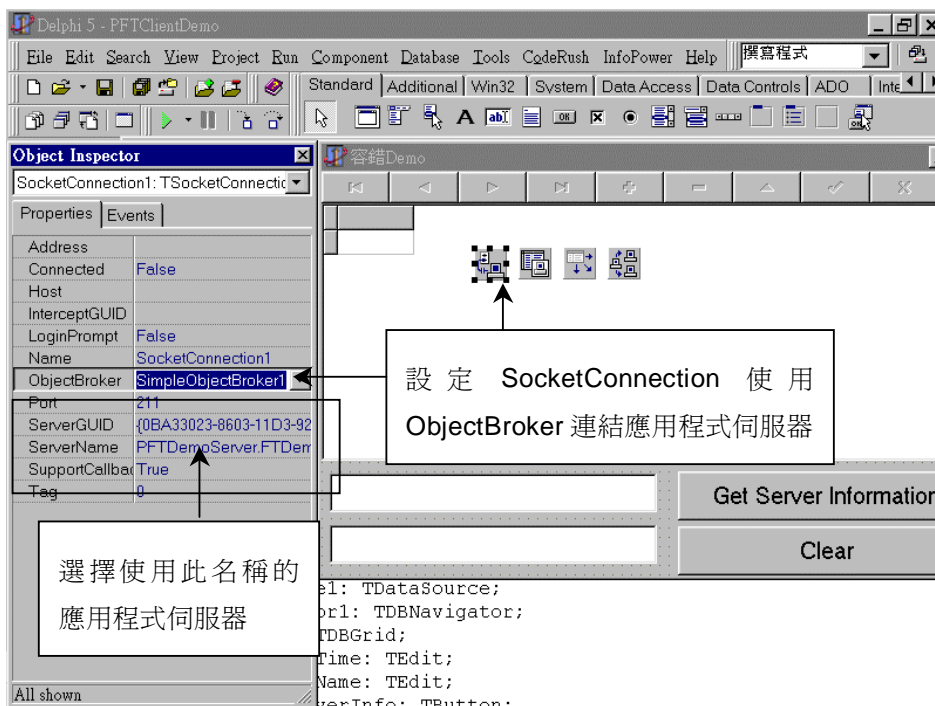 Delphi 5 - PFTClientDemo
File Edit Search View Project Run Component Database Tools CodeRush InfoPower Help 撰寫程式
Standard Additional Win32 System Data Access Data Controls ADO Inte
Object Inspector
SocketConnection1: TSocketConnectic
Properties Events
Address
Connected False
Host
InterceptGUID
LoginPrompt False
Name SocketConnection1
ObjectBroker SimpleObjectBroker1
Port 211
ServerGUID {0BA33023-8603-11D3-92
ServerName PFTDemoServer.FTDem
SupportCallbac True
Tag 0
All shown
容錯Demo
設定 SocketConnection 使用
ObjectBroker 連結應用程式伺服器
選擇使用此名稱的
應用程式伺服器
Get Server Information
Clear
e1: TDataSource;
or1: TDBNavigator;
TDBGrid;
Time: TEdit;
Name: TEdit;
verInfo: TButton;